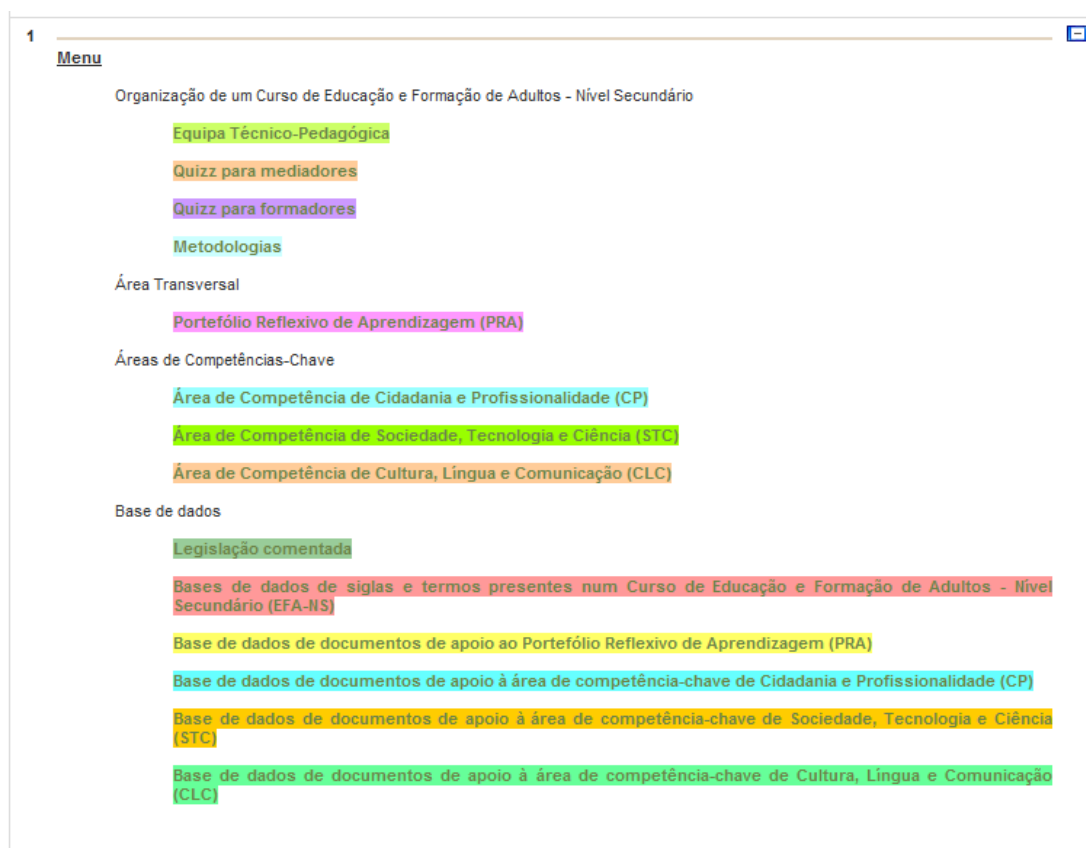 1
Menu
Organização de um Curso de Educação e Formação de Adultos - Nível Secundário
Equipa Técnico-Pedagógica
Quizz para mediadores
Quizz para formadores
Metodologias
Área Transversal
Portefólio Reflexivo de Aprendizagem (PRA)
Áreas de Competências-Chave
Área de Competência de Cidadania e Profissionalidade (CP)
Área de Competência de Sociedade, Tecnologia e Ciência (STC)
Área de Competência de Cultura, Língua e Comunicação (CLC)
Base de dados
Legislação comentada
Bases de dados de siglas e termos presentes num Curso de Educação e Formação de Adultos - Nível
Secundário (EFA-NS)
Base de dados de documentos de apoio ao Portefólio Reflexivo de Aprendizagem (PRA)
Base de dados de documentos de apoio à área de competência-chave de Cidadania e Profissionalidade (CP)
Base de dados de documentos de apoio à área de competência-chave de Sociedade, Tecnologia e Ciência
(STC)
Base de dados de documentos de apoio à área de competência-chave de Cultura, Língua e Comunicação
(CLC)